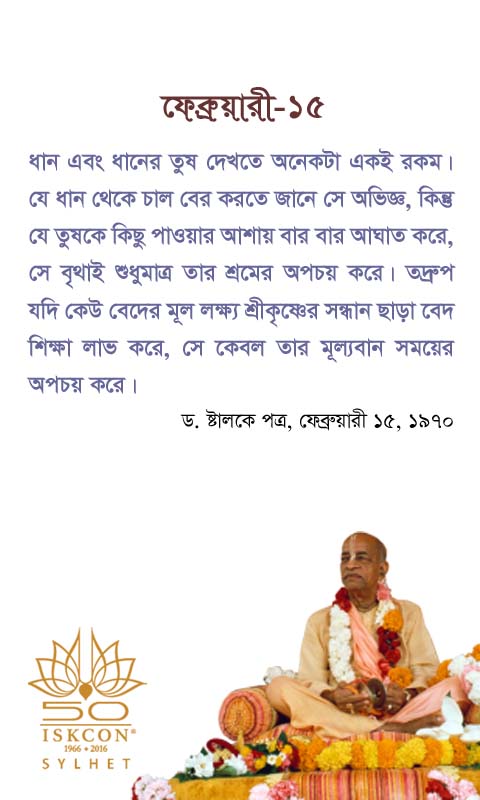 ফেব্রুয়ারী-১৫
ধান এবং ধানের তুষ দেখতে অনেকটা একই রকম।
যে ধান থেকে চাল বের করতে জানে সে অভিজ্ঞ, কিন্তু
যে তুষকে কিছু পাওয়ার আশায় বার বার আঘাত করে,
সে বৃথাই শুধুমাত্র তার শ্রমের অপচয় করে। তদ্রুপ
যদি কেউ বেদের মূল লক্ষ্য শ্রীকৃষ্ণের সন্ধান ছাড়া বেদ
শিক্ষা লাভ করে, সে কেবল তার মূল্যবান সময়ের
অপচয় করে।
ড. ষ্টালকে পত্র, ফেব্রুয়ারী ১৫, ১৯৭০
50
ISKCON®
1966 • 2016
SYLHET